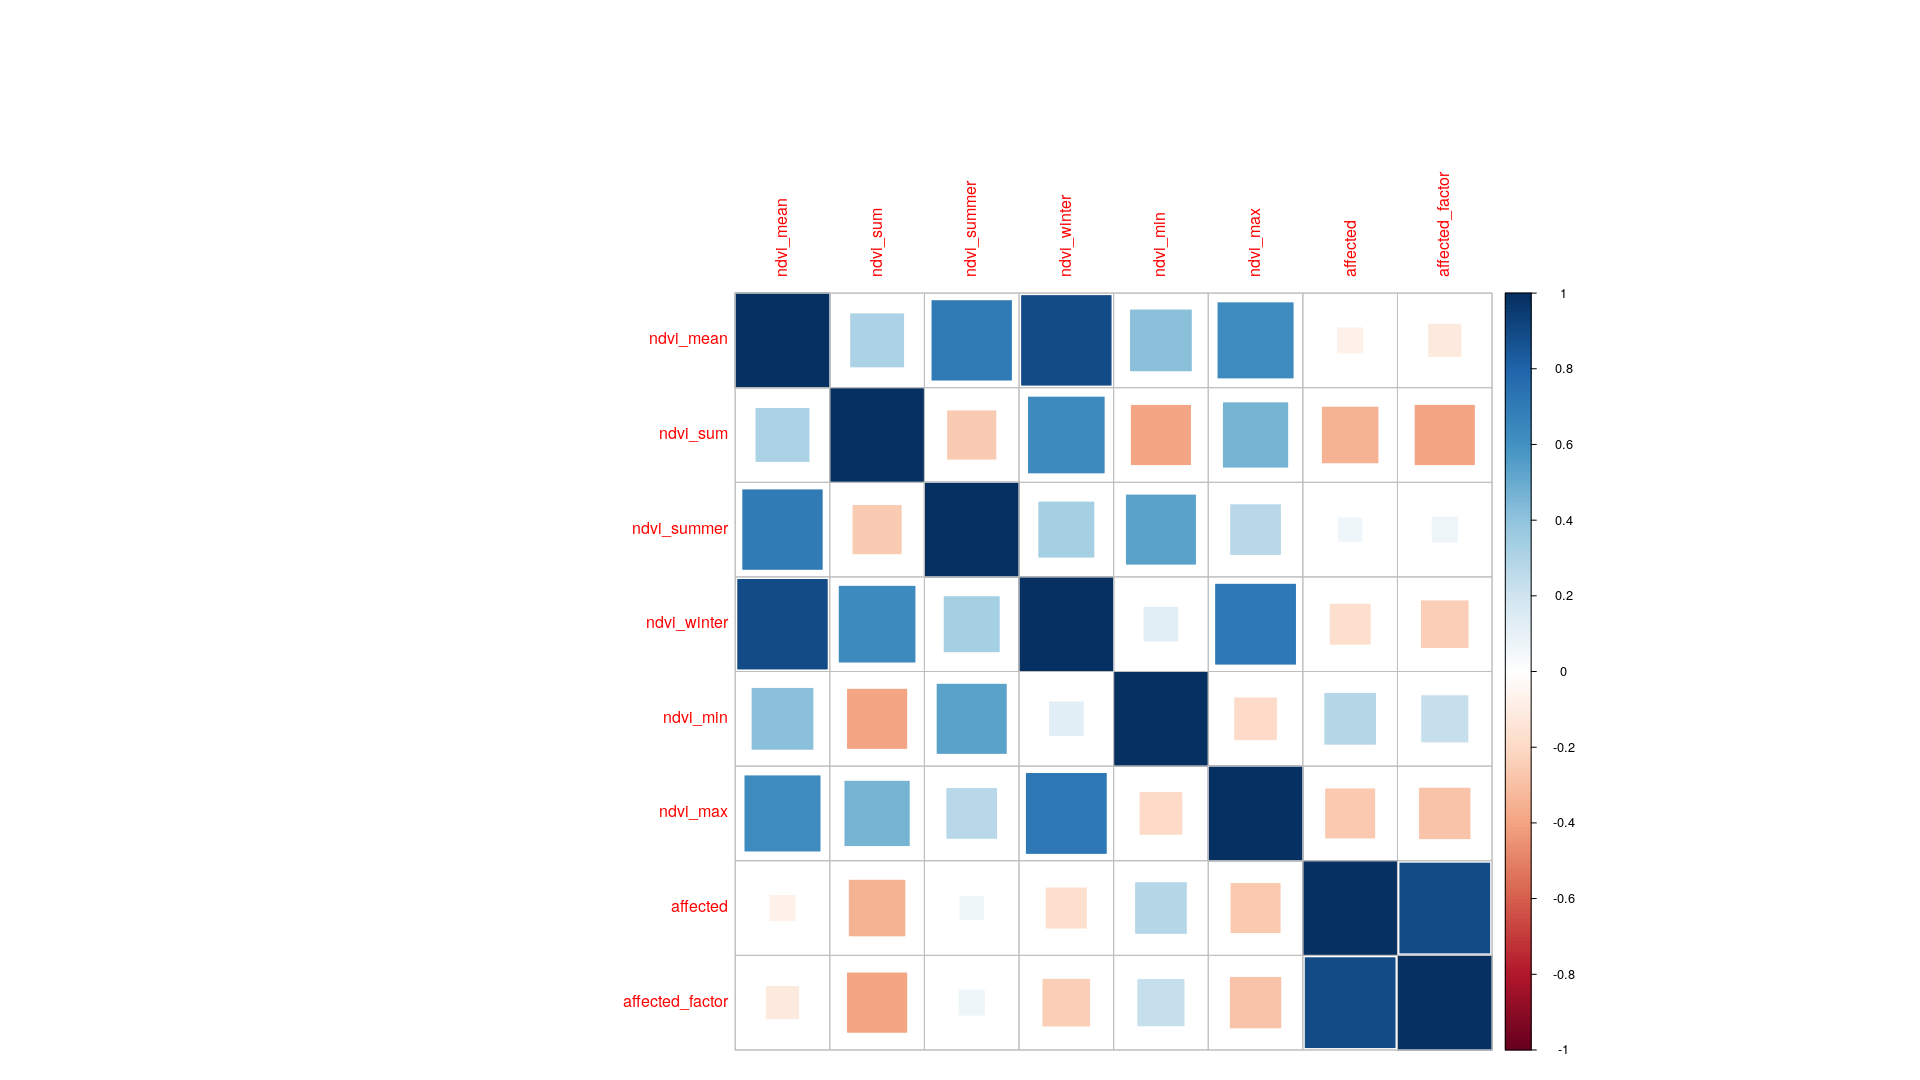 ndvi_mean
ndvi_sum
ndvi_summer
ndvi_winter
ndvi_min
ndvi_max
affected
affected_factor
ndvi_mean
ndvi_sum
ndvi_summer
ndvi_winter
ndvi_min
ndvi_max
affected
affected_factor
1
0.8
0.6
0.4
0.2
0
-0.2
-0.4
-0.6
-0.8
-1